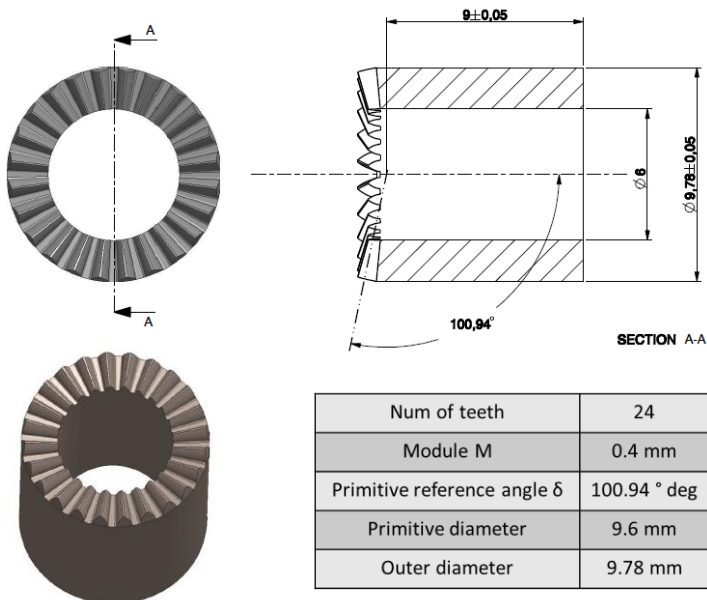 A
9±0,05
∅6
∅9,78±0,05
A
100,94°
SECTION A-A
Num of teeth 24
Module M 0.4 mm
Primitive reference angle δ 100.94 ° deg
Primitive diameter 9.6 mm
Outer diameter 9.78 mm